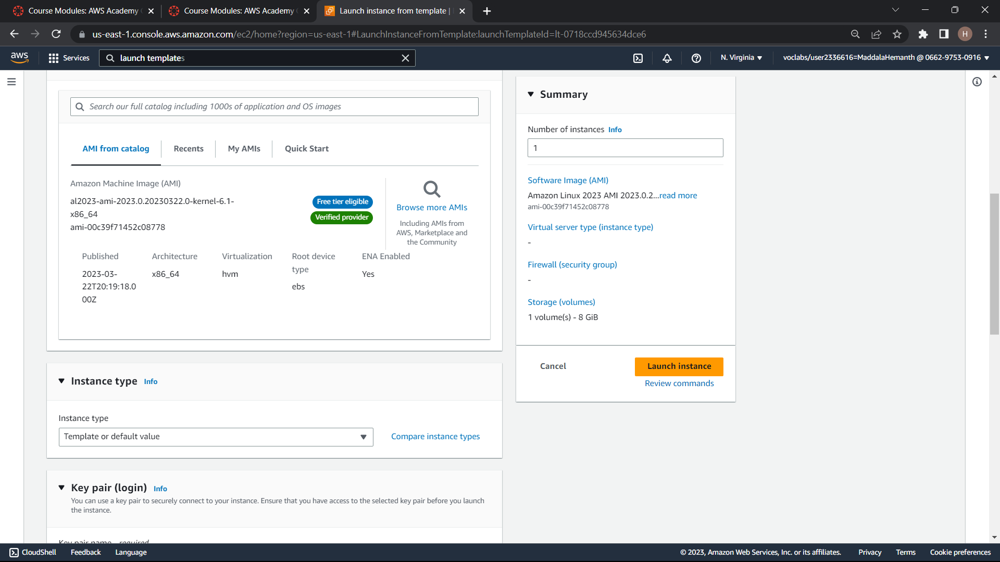 Course Modules: AWS Academy
Course Modules: AWS Academy
Launch instance from template |
us-east-1.console.aws.amazon.com/ec2/home?region=us-east-1#LaunchInstanceFromTemplate:launchTemplateId=lt-0718ccd945634dce6
H
aws
Services
launch templates
N. Virginia
voclabs/user2336616=MaddalaHemanth @ 0662-9753-0916
Search our full catalog including 1000s of application and OS images
AMI from catalog
Recents
My AMIs
Quick Start
Amazon Machine Image (AMI)
al2023-ami-2023.0.20230322.0-kernel-6.1-
x86_64
ami-00c39f71452c08778
Free tier eligible
Verified provider
Browse more AMIs
Including AMIs from
AWS, Marketplace and
the Community
Published
2023-03-
22T20:19:18.0
00Z
Architecture
x86_64
Virtualization
hvm
Root device
type
ebs
ENA Enabled
Yes
Instance type Info
Instance type
Template or default value
Compare instance types
Key pair (login) Info
You can use a key pair to securely connect to your instance. Ensure that you have access to the selected key pair before you launch
the instance.
Key pair name - required
Summary
Number of instances Info
1
Software Image (AMI)
Amazon Linux 2023 AMI 2023.0.2...read more
ami-00c39f71452c08778
Virtual server type (instance type)
-
Firewall (security group)
-
Storage (volumes)
1 volume(s) - 8 GiB
Cancel
Launch instance
Review commands
CloudShell
Feedback
Language
© 2023, Amazon Web Services, Inc. or its affiliates.
Privacy
Terms
Cookie preferences